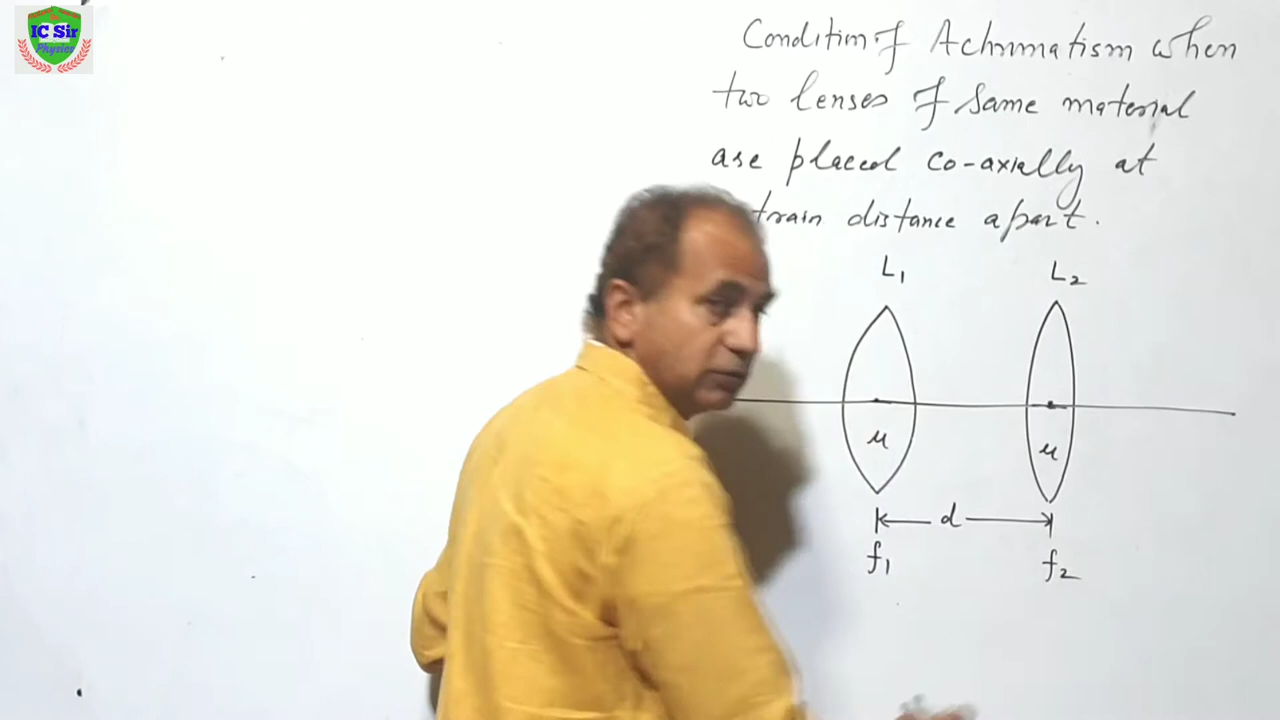 IC Sir
Physics
Condition of Achromatism when
two lenses of same material
are placed co-axially at
distance apart.
L1 L2
μ μ
d
f1 f2